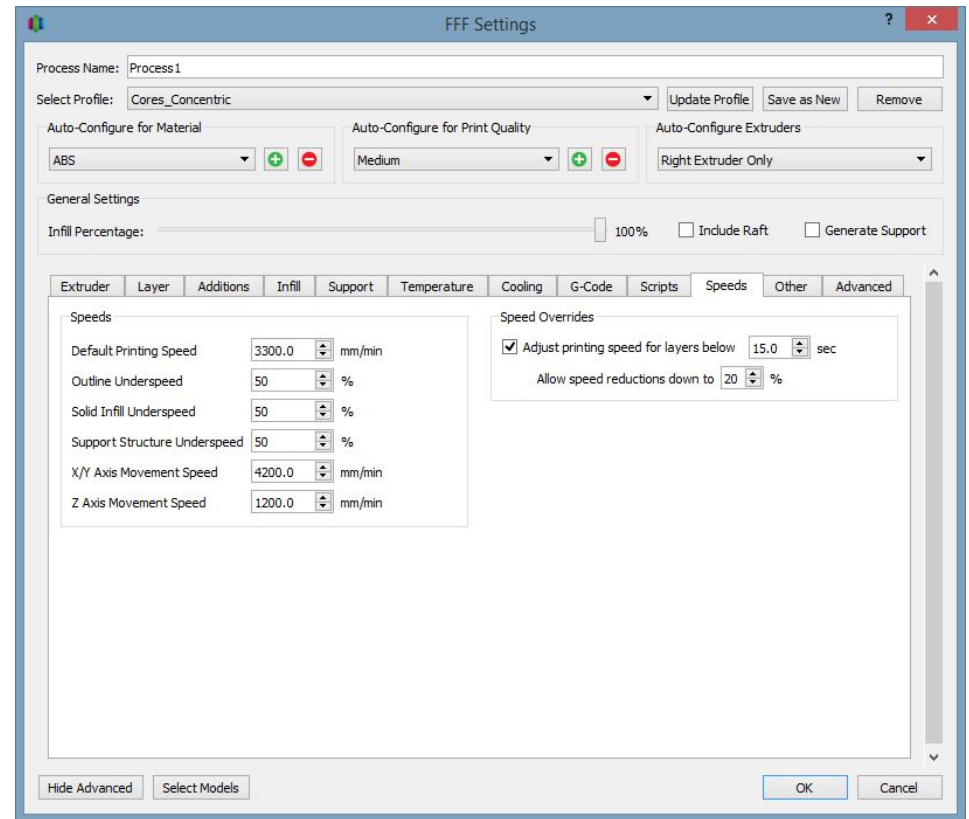 FFF Settings ? ×
Process Name: Process1
Select Profile: Cores_Concentric Update Profile Save as New Remove
Auto-Configure for Material Auto-Configure for Print Quality Auto-Configure Extruders
ABS Medium Right Extruder Only
General Settings
Infill Percentage: 100% Include Raft Generate Support
Extruder Layer Additions Infill Support Temperature Cooling G-Code Scripts Speeds Other Advanced
Speeds Speed Overrides
Default Printing Speed 3300.0 mm/min Adjust printing speed for layers below 15.0 sec
Outline Underspeed 50 % Allow speed reductions down to 20 %
Solid Infill Underspeed 50 %
Support Structure Underspeed 50 %
X/Y Axis Movement Speed 4200.0 mm/min
Z Axis Movement Speed 1200.0 mm/min
Hide Advanced Select Models OK Cancel